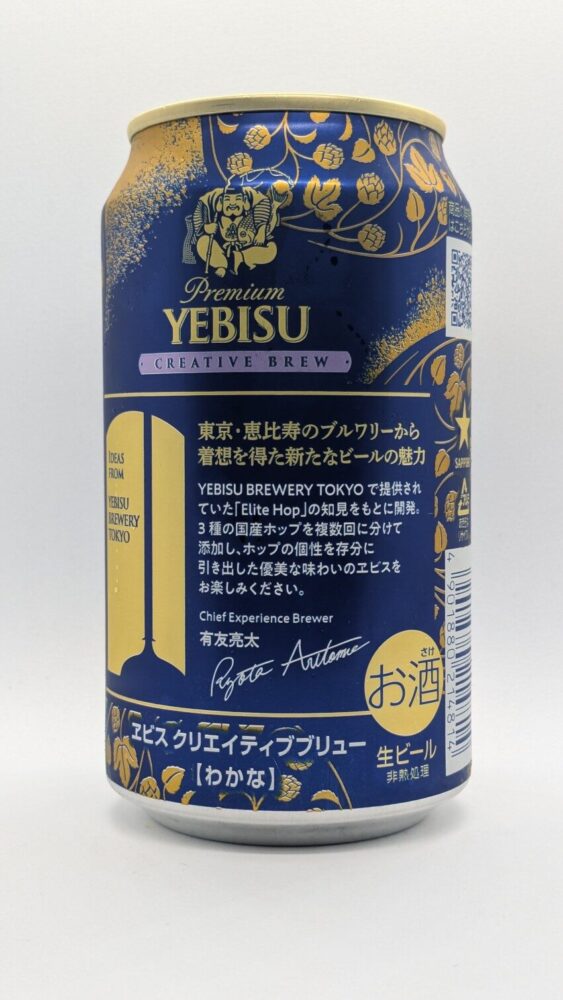 Premium
YEBISU
CREATIVE BREW
東京・恵比寿のブルワリーから
着想を得た新たなビールの魅力
IDEAS
FROM
YEBISU
BREWERY
TOKYO
YEBISU BREWERY TOKYO で提供され
ていた「Elite Hop」の知見をもとに開発。
3種の国産ホップを複数回に分けて
添加し、ホップの個性を存分に
引き出した優美な味わいのヱビスを
お楽しみください。
Chief Experience Brewer
有友亮太
Ryota Aritomo
さけ
お酒
ヱビス クリエイティブブリュー
【わかな】
生ビール
非熱処理
4 901880 214814